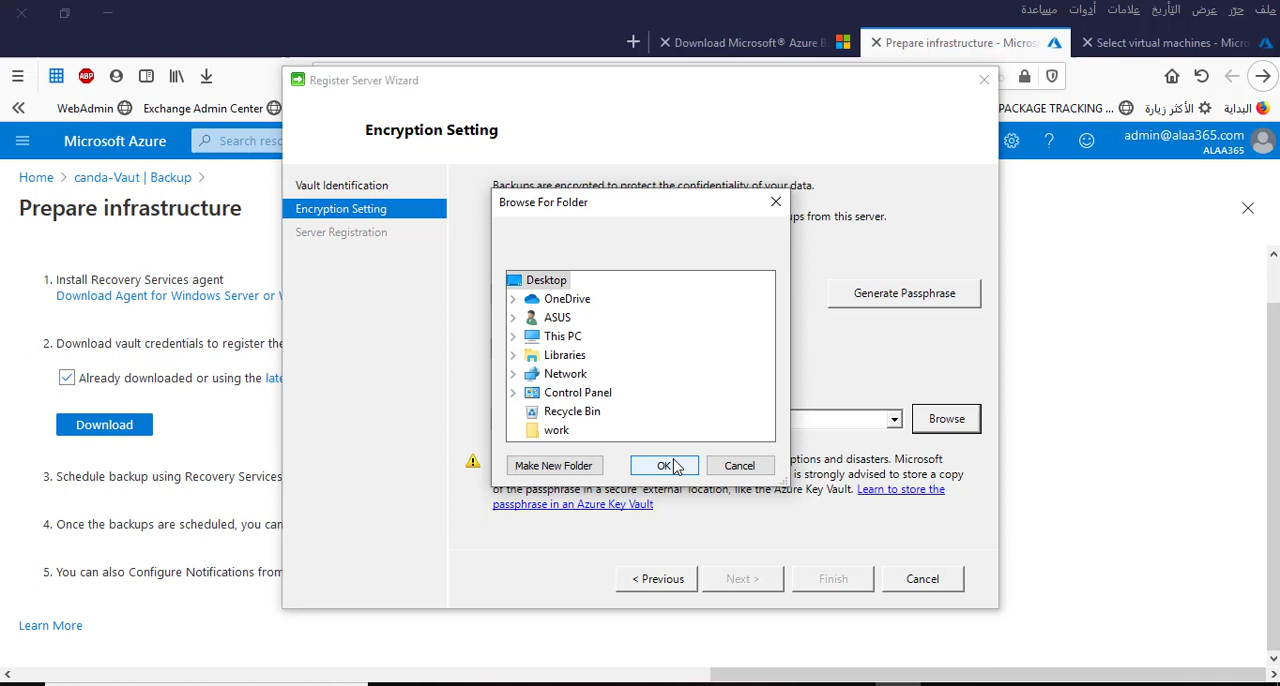 ملف حرّر عرض التأريخ علامات أدوات مساعدة
Download Microsoft® Azure B
Prepare infrastructure - Micros
Select virtual machines - Micro
ABP
WebAdmin
Exchange Admin Center
PACKAGE TRACKING ...
الأكثر زيارة
البداية
Microsoft Azure
Search reso
admin@alaa365.com
ALAA365
Home > canda-Vaut | Backup >
Prepare infrastructure
1. Install Recovery Services agent
Download Agent for Windows Server or W
2. Download vault credentials to register the
Already downloaded or using the late
Download
3. Schedule backup using Recovery Services
4. Once the backups are scheduled, you can
5. You can also Configure Notifications from
Learn More
Register Server Wizard
Encryption Setting
Vault Identification
Encryption Setting
Server Registration
Backups are encrypted to protect the confidentiality of your data.
ups from this server.
Generate Passphrase
Browse
ptions and disasters. Microsoft
is strongly advised to store a copy
of the passphrase in a secure external location, like the Azure Key Vault. Learn to store the
passphrase in an Azure Key Vault
< Previous
Next >
Finish
Cancel
Browse For Folder
Desktop
OneDrive
ASUS
This PC
Libraries
Network
Control Panel
Recycle Bin
work
Make New Folder
OK
Cancel